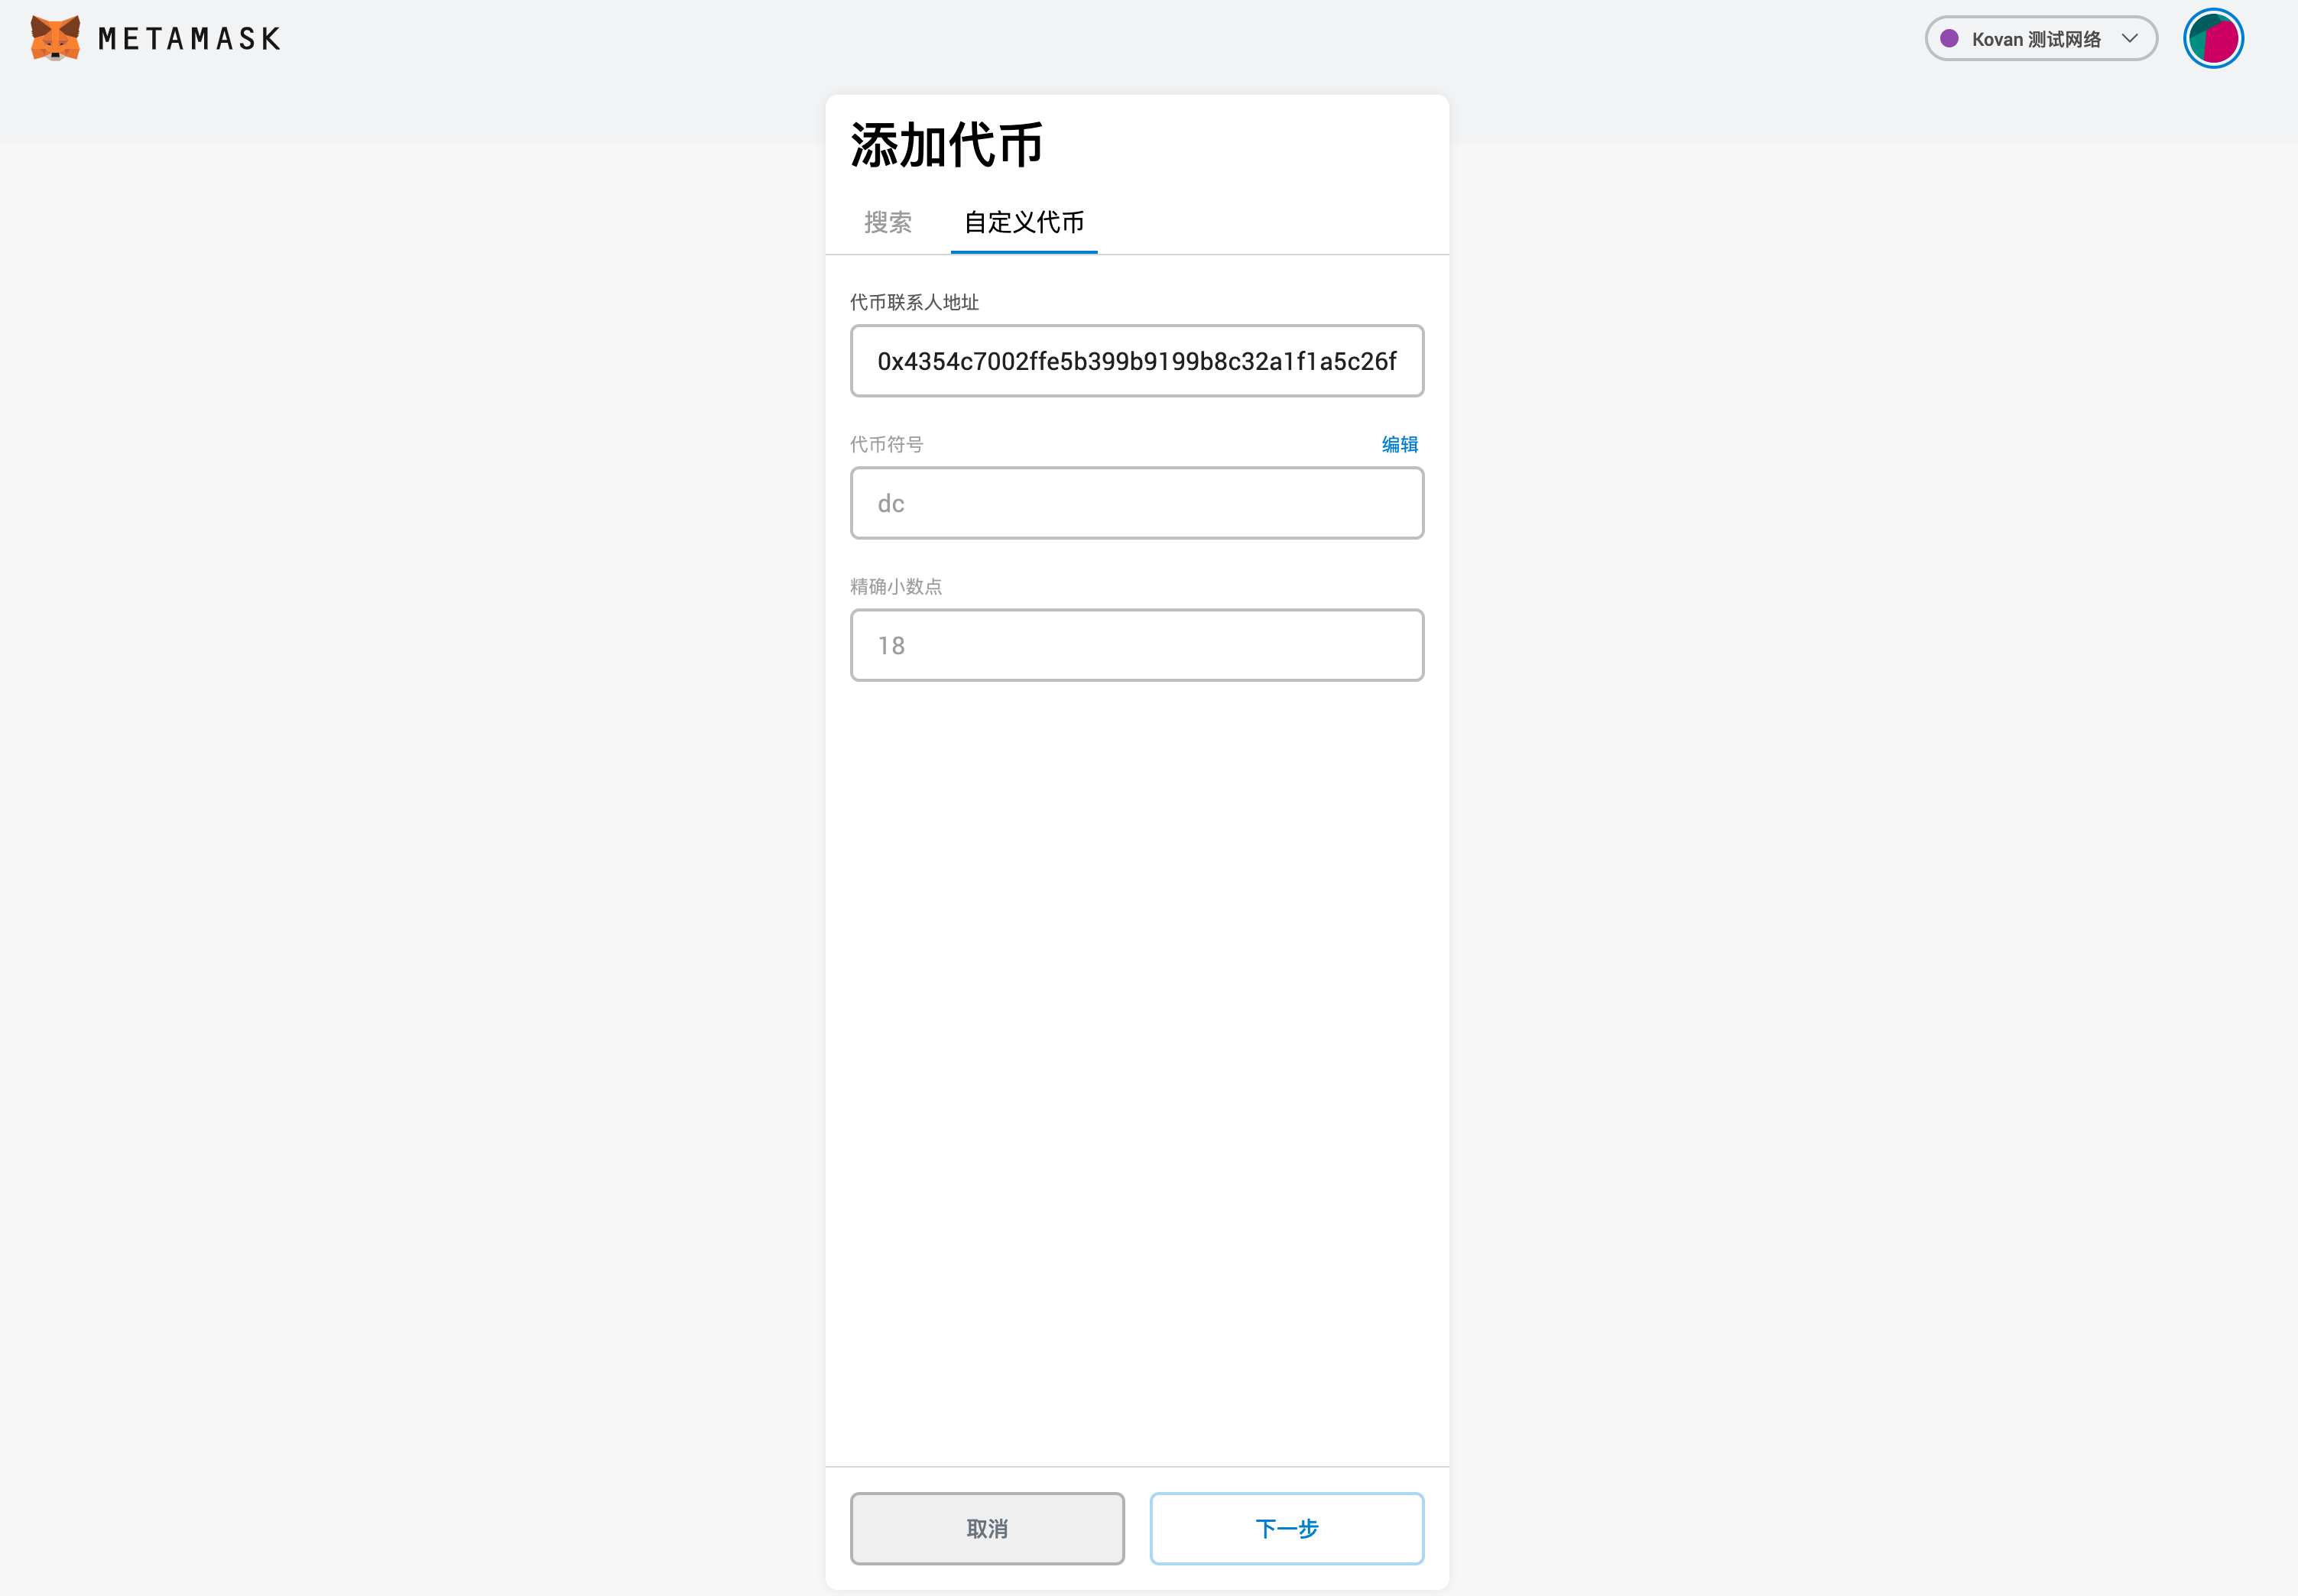 METAMASK
Kovan 测试网络
添加代币
搜索 自定义代币
代币联系人地址
0x4354c7002ffe5b399b9199b8c32a1f1a5c26f
代币符号 编辑
dc
精确小数点
18
取消 下一步